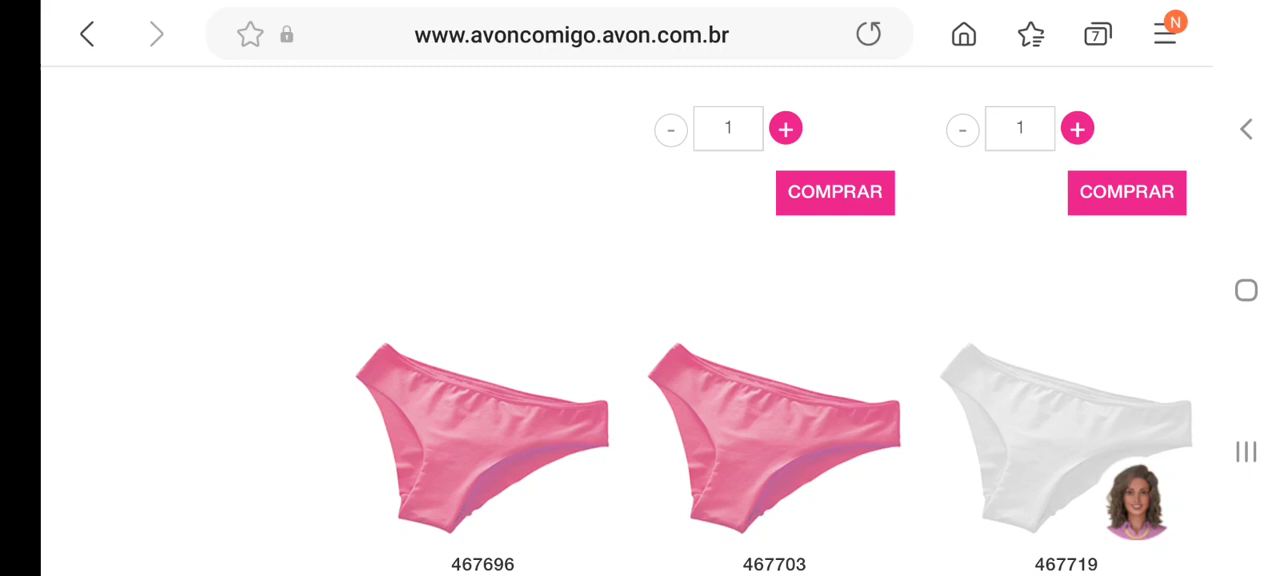 www.avoncomigo.avon.com.br
7
N
- 1 + - 1 +
COMPRAR COMPRAR
467696 467703 467719